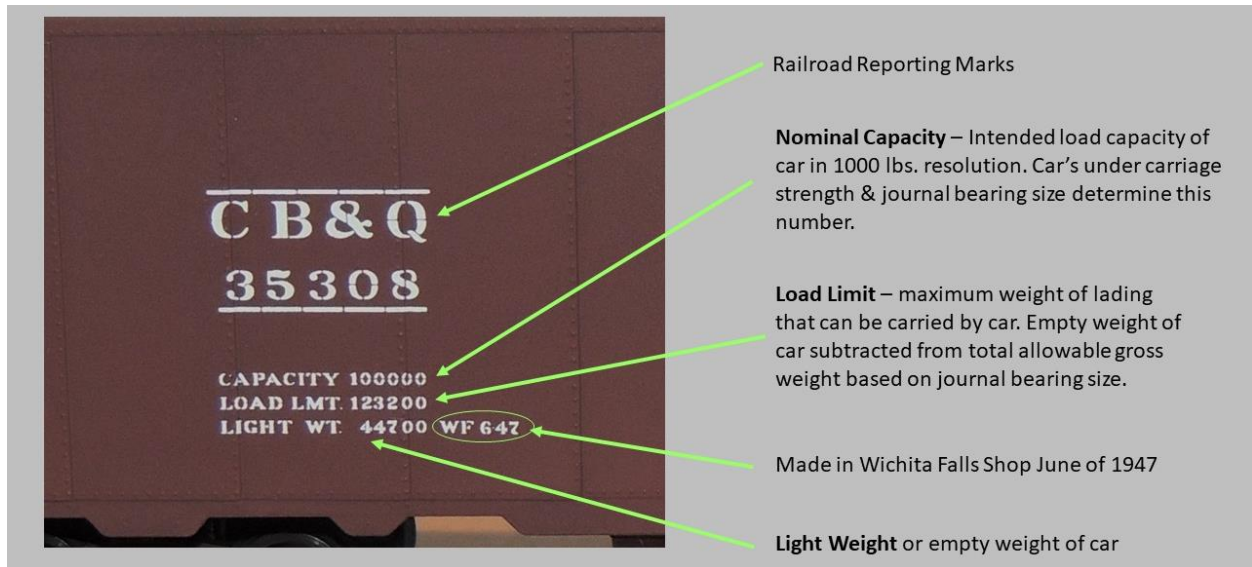 CB&Q
35308
CAPACITY 100000
LOAD LMT. 123200
LIGHT WT. 44700 WF 6 47
Railroad Reporting Marks
Nominal Capacity – Intended load capacity of
car in 1000 lbs. resolution. Car's under carriage
strength & journal bearing size determine this
number.
Load Limit – maximum weight of lading
that can be carried by car. Empty weight of
car subtracted from total allowable gross
weight based on journal bearing size.
Made in Wichita Falls Shop June of 1947
Light Weight or empty weight of car